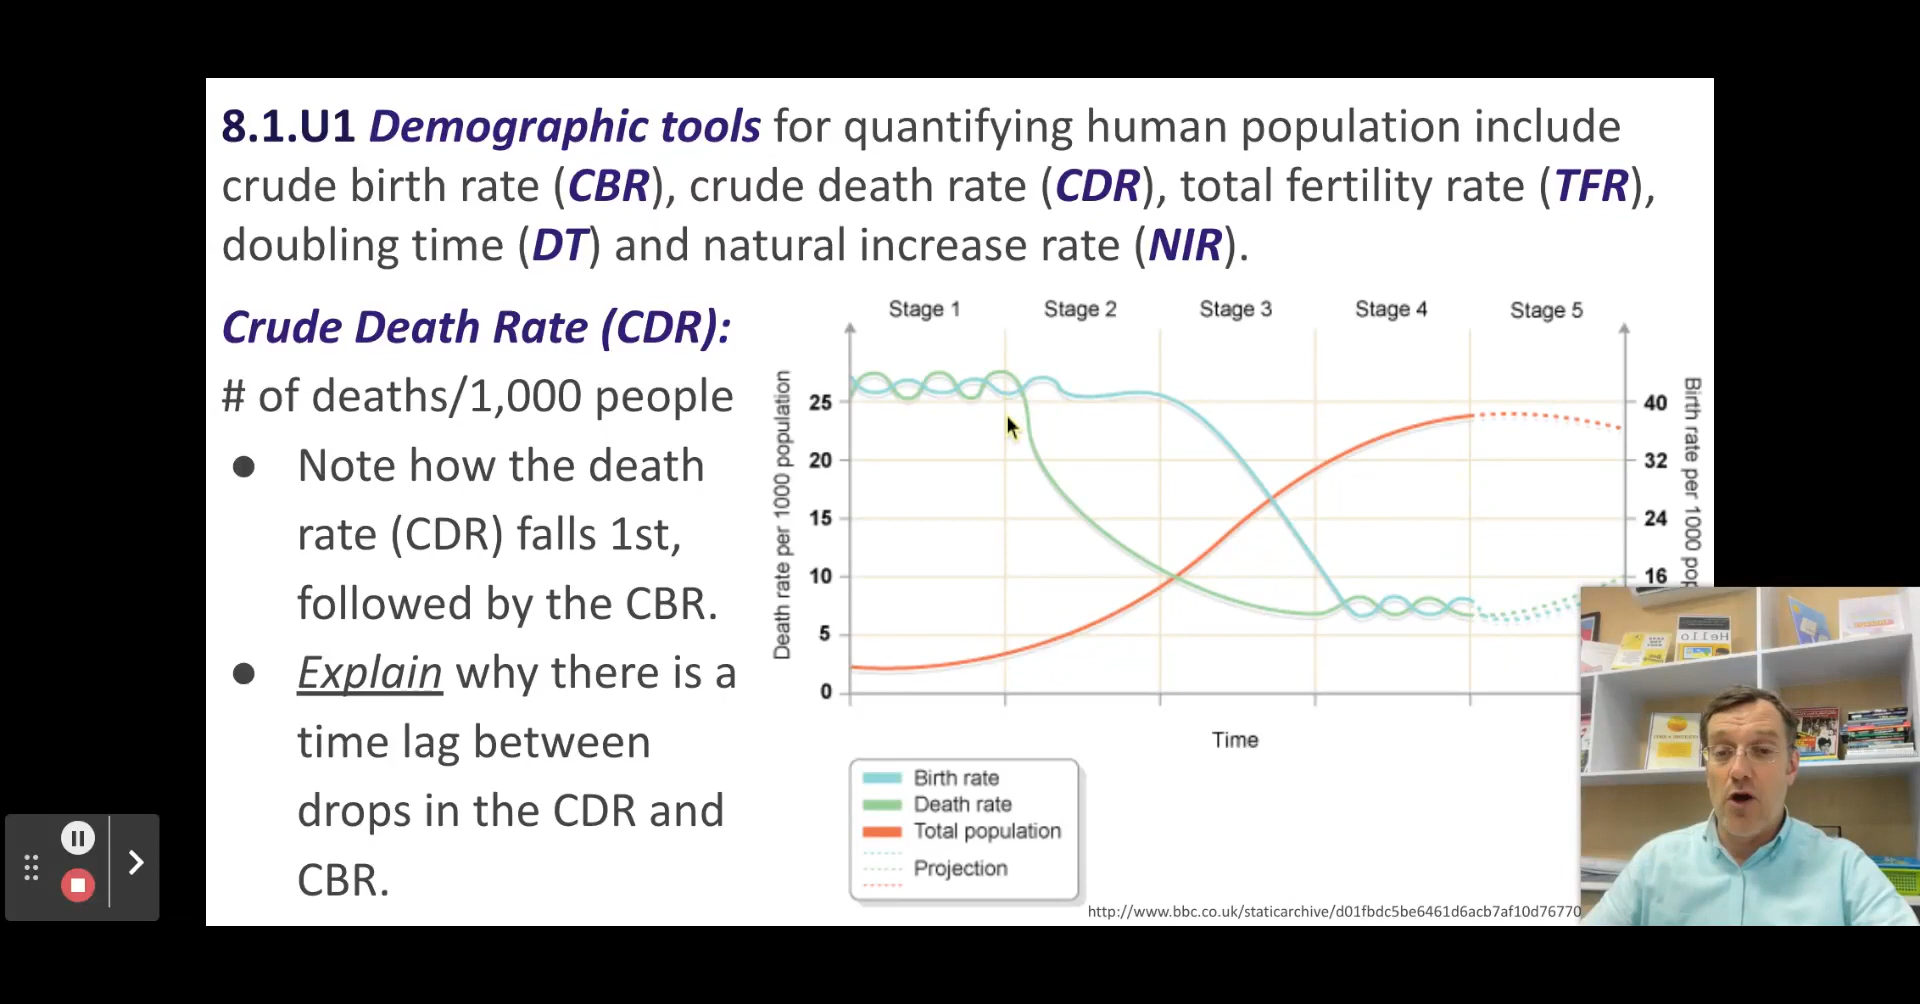 8.1.U1 Demographic tools for quantifying human population include
crude birth rate (CBR), crude death rate (CDR), total fertility rate (TFR),
doubling time (DT) and natural increase rate (NIR).
Crude Death Rate (CDR):
# of deaths/1,000 people
● Note how the death
rate (CDR) falls 1st,
followed by the CBR.
● Explain why there is a
time lag between
drops in the CDR and
CBR.
Stage 1 Stage 2 Stage 3 Stage 4 Stage 5
Death rate per 1000 population
25
20
15
10
5
0
40
32
24
16
Birth rate per 1000 pop
Time
Birth rate
Death rate
Total population
Projection
http://www.bbc.co.uk/staticarchive/d01fbdc5be6461d6acb7af10d76770
Hello